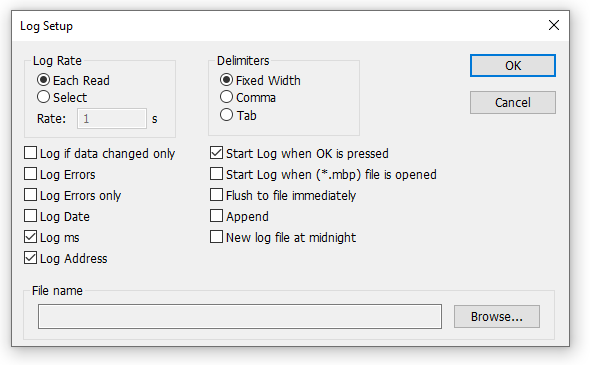 Log Setup
Log Rate
Each Read
Select
Rate: 1 s
Delimiters
Fixed Width
Comma
Tab
OK
Cancel
Log if data changed only
Log Errors
Log Errors only
Log Date
Log ms
Log Address
Start Log when OK is pressed
Start Log when (*.mbp) file is opened
Flush to file immediately
Append
New log file at midnight
File name
Browse...